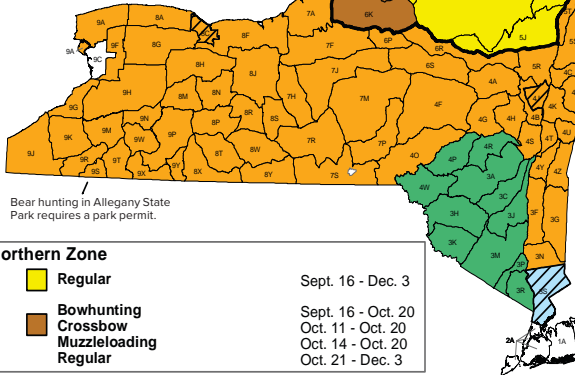 7A
6K
9A
8A
8C
8F
5J
9A
9F
8G
7F
6P
6R
9C
8H
8J
7J
6S
5R
4A
4C
9H
8M
8N
7H
7M
4F
4K
9G
8R
8S
4G
4H
4B
9N
8P
4U
9K
9M
9W
9P
7R
7P
4R
4S
4T
9J
9R
9T
8T
8W
4O
4P
9S
9X
9Y
8X
8Y
7S
4W
3A
4Y
4Z
3C
3H
3J
3F
3G
3K
3M
3N
3P
3R
3S
2A
1A
Bear hunting in Allegany State
Park requires a park permit.
orthern Zone
Regular Sept. 16 - Dec. 3
Bowhunting Sept. 16 - Oct. 20
Crossbow Oct. 11 - Oct. 20
Muzzleloading Oct. 14 - Oct. 20
Regular Oct. 21 - Dec. 3